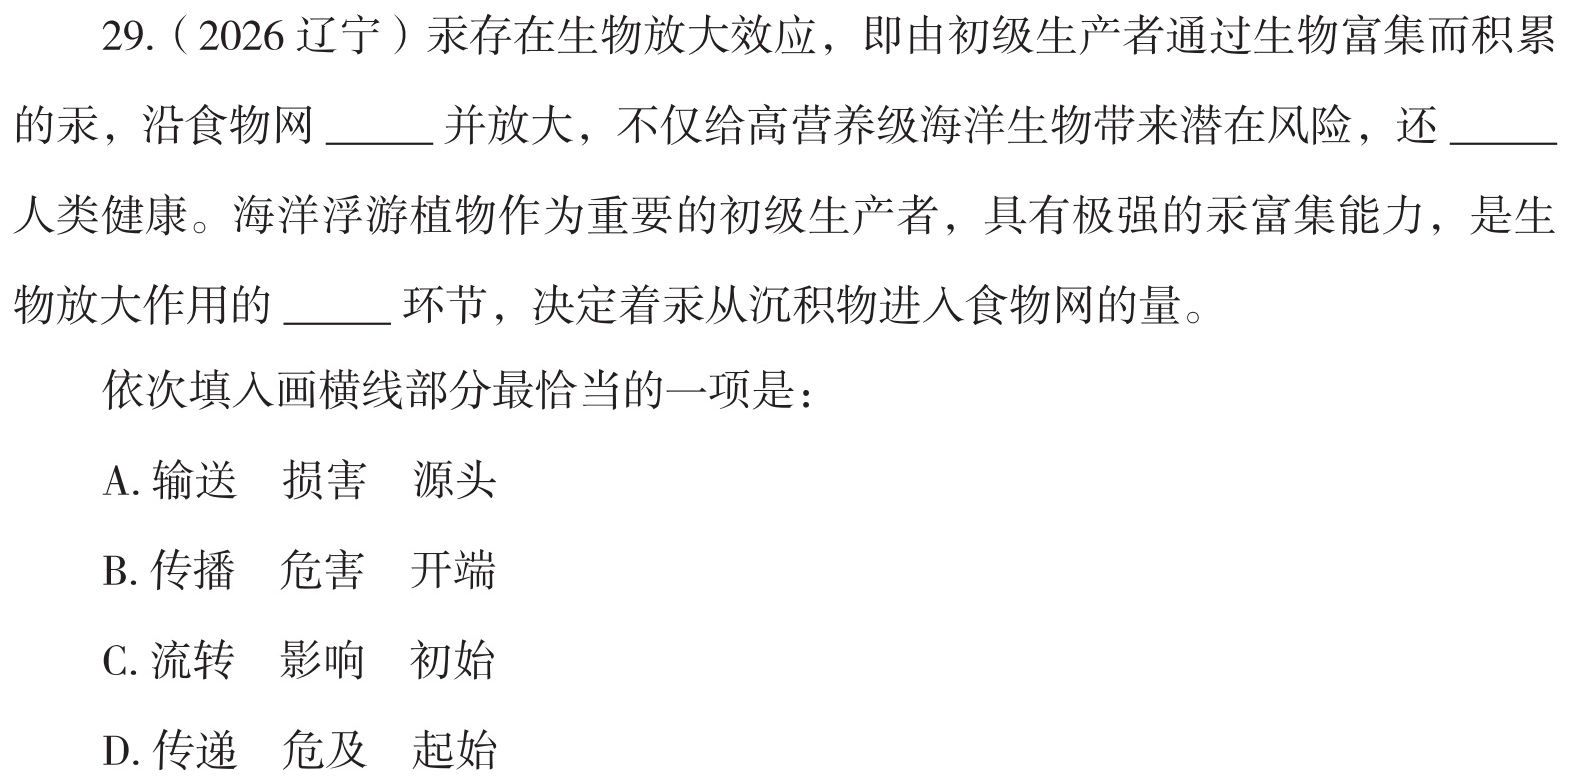 29.（2026 辽宁）汞存在生物放大效应，即由初级生产者通过生物富集而积累
的汞，沿食物网 _____ 并放大，不仅给高营养级海洋生物带来潜在风险，还 _____
人类健康。海洋浮游植物作为重要的初级生产者，具有极强的汞富集能力，是生
物放大作用的 _____ 环节，决定着汞从沉积物进入食物网的量。
依次填入画横线部分最恰当的一项是：
A. 输送 损害 源头
B. 传播 危害 开端
C. 流转 影响 初始
D. 传递 危及 起始